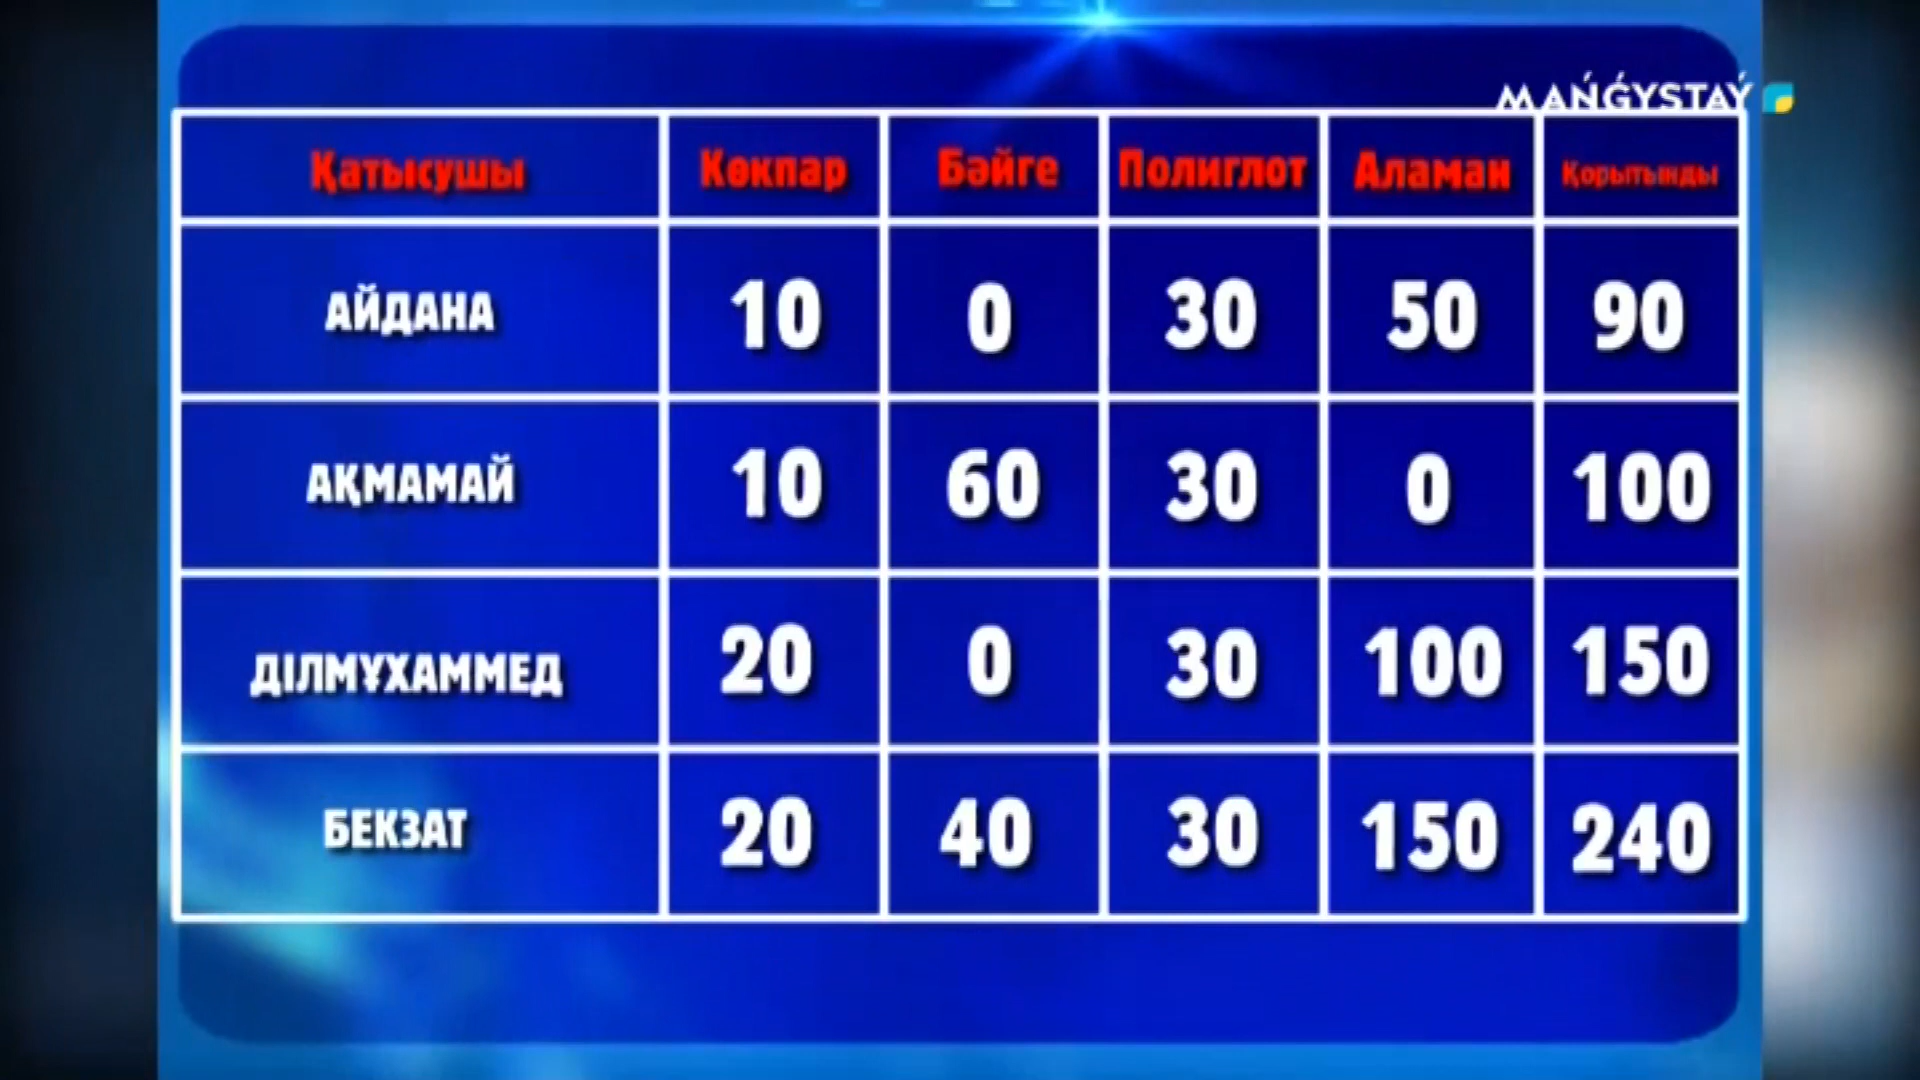 MAŃǴYSTAÝ
Қатысушы Көкпар Бәйге Полиглот Аламан Қорытынды
АЙДАНА 10 0 30 50 90
АҚМАМАЙ 10 60 30 0 100
ДІЛМҰХАММЕД 20 0 30 100 150
БЕКЗАТ 20 40 30 150 240